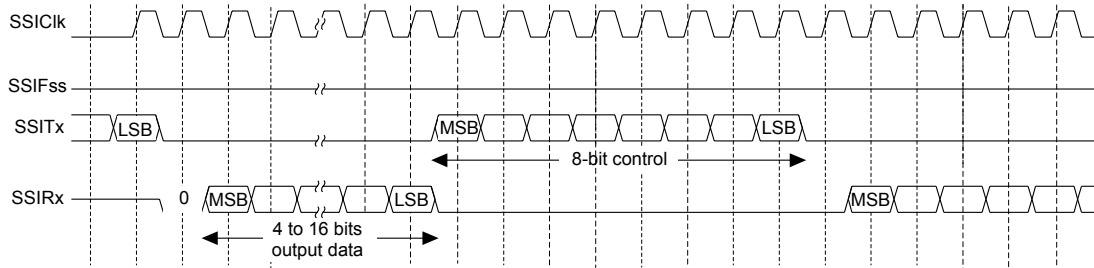 SSIClk
SSIFss
SSITx LSB MSB LSB
8-bit control
SSIRx 0 MSB LSB MSB
4 to 16 bits
output data